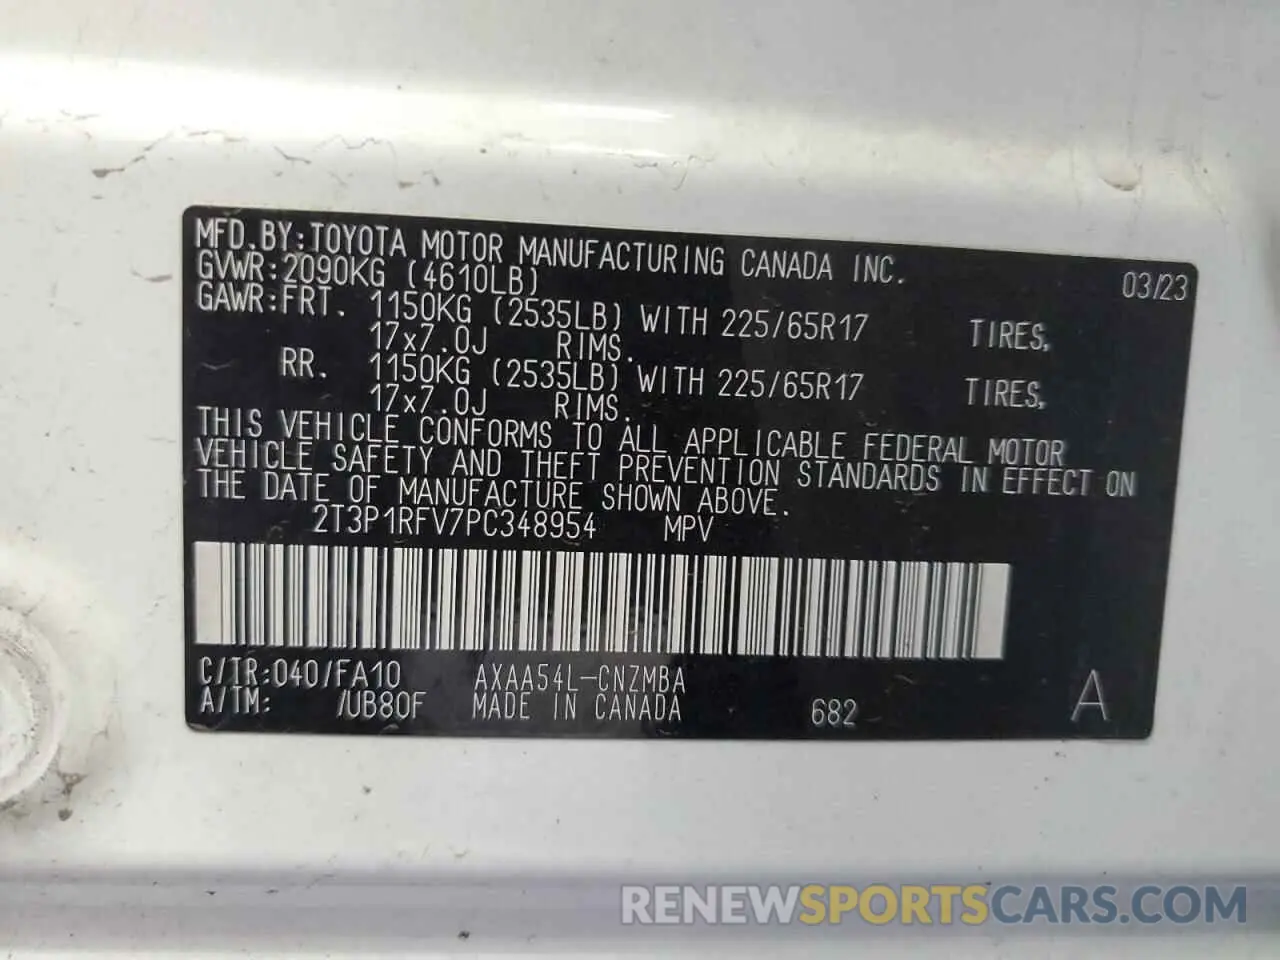 MFD.BY:TOYOTA MOTOR MANUFACTURING CANADA INC. 03/23
GVWR:2090KG (4610LB)
GAWR:FRT. 1150KG (2535LB) WITH 225/65R17 TIRES,
17x7.0J RIMS.
RR. 1150KG (2535LB) WITH 225/65R17 TIRES,
17x7.0J RIMS.
THIS VEHICLE CONFORMS TO ALL APPLICABLE FEDERAL MOTOR
VEHICLE SAFETY AND THEFT PREVENTION STANDARDS IN EFFECT ON
THE DATE OF MANUFACTURE SHOWN ABOVE.
2T3P1RFV7PC348954 MPV
C/TR:040/FA10 AXAA54L-CNZMBA
A/TM: /UB80F MADE IN CANADA 682 A
RENEWSPORTSCARS.COM